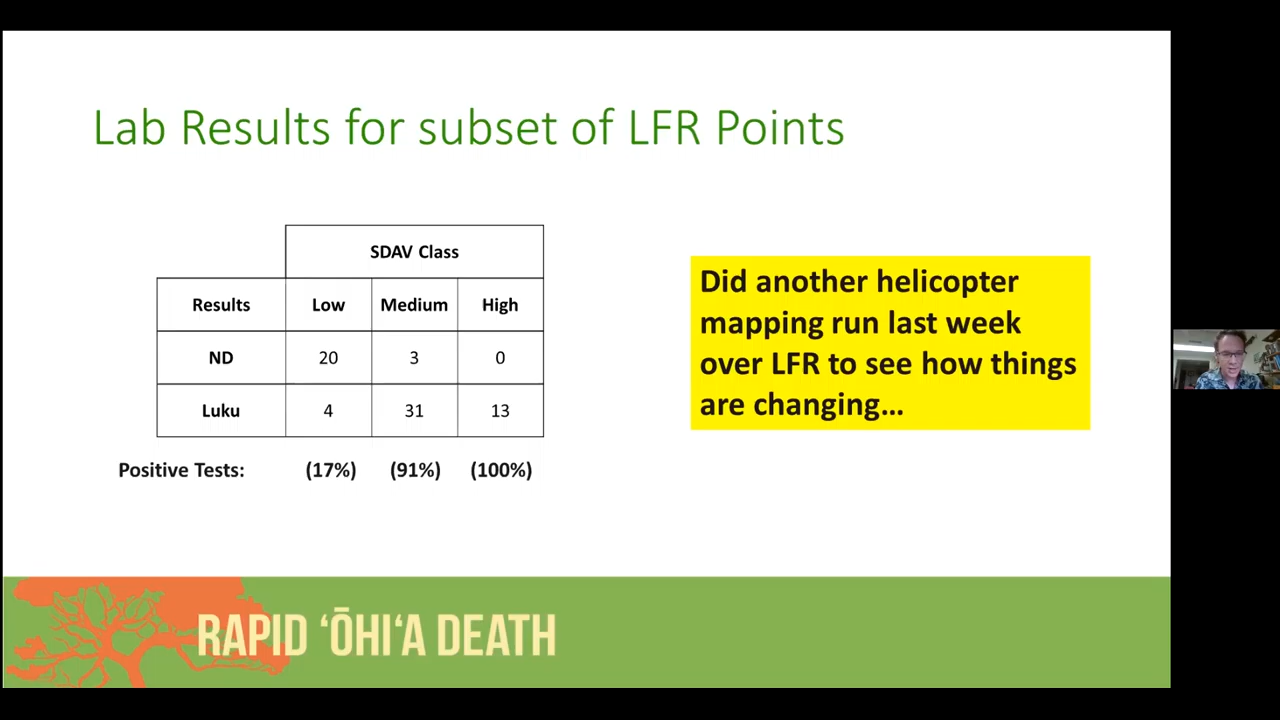 Lab Results for subset of LFR Points
SDAV Class
Results Low Medium High
ND 20 3 0
Luku 4 31 13
Positive Tests: (17%) (91%) (100%)
Did another helicopter
mapping run last week
over LFR to see how things
are changing...
RAPID ʻŌHIʻA DEATH